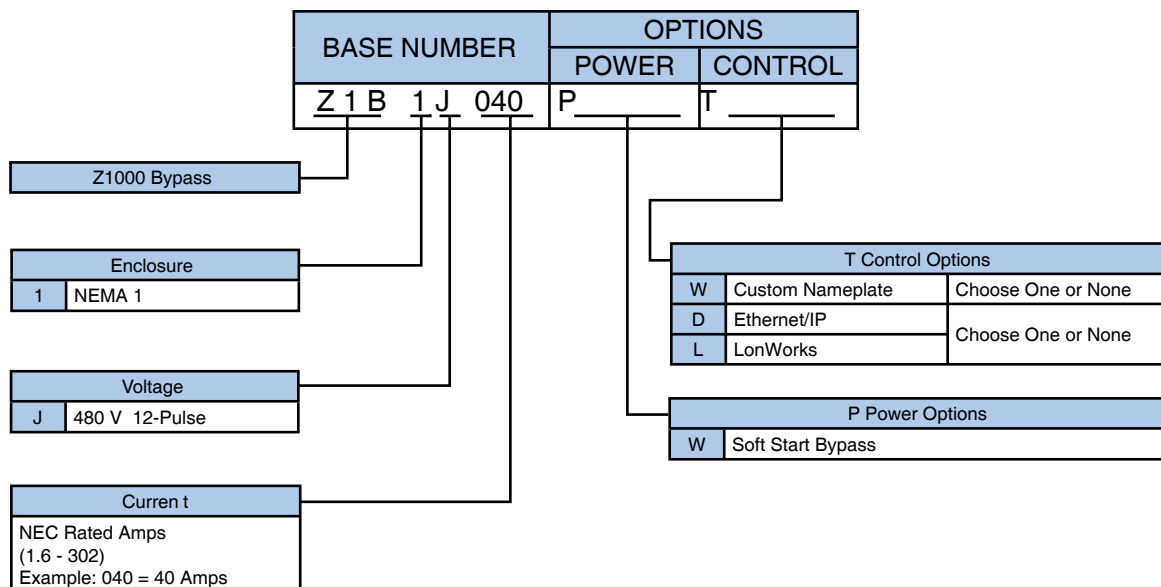 BASE NUMBER
OPTIONS
POWER
CONTROL
Z 1 B 1 J 040
P
T
Z1000 Bypass
Enclosure
1 NEMA 1
Voltage
J 480 V 12-Pulse
Curren t
NEC Rated Amps
(1.6 - 302)
Example: 040 = 40 Amps
T Control Options
W Custom Nameplate Choose One or None
D Ethernet/IP
Choose One or None
L LonWorks
P Power Options
W Soft Start Bypass